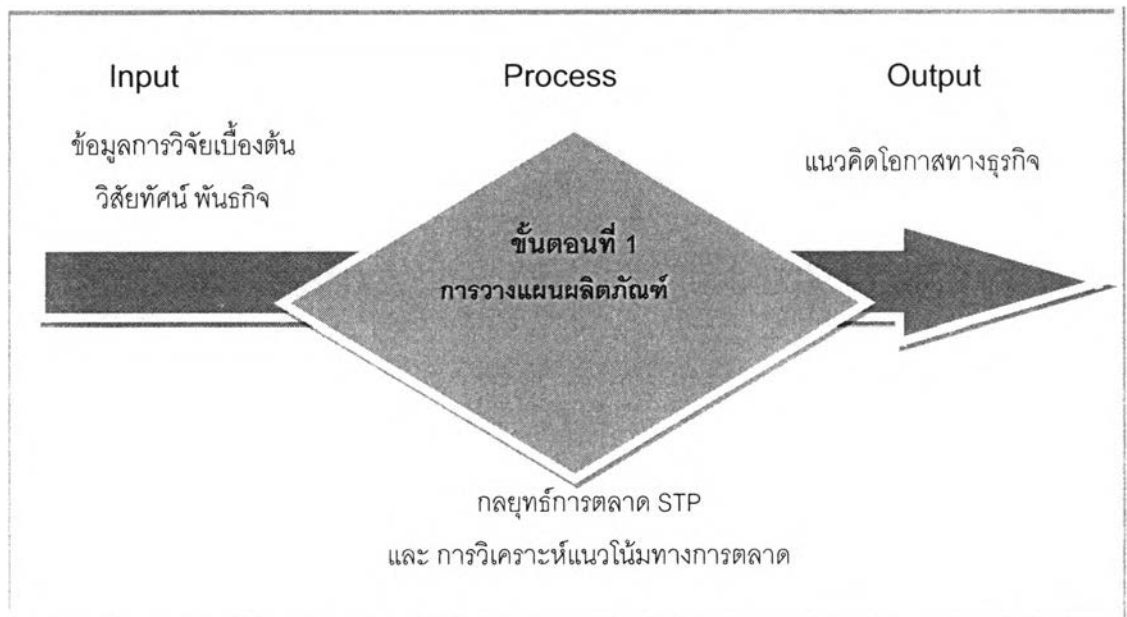 Input
ข้อมูลการวิจัยเบื้องต้น
วิสัยทัศน์ พันธกิจ
Process
ขั้นตอนที่ 1
การวางแผนผลิตภัณฑ์
กลยุทธ์การตลาด STP
และ การวิเคราะห์แนวโน้มทางการตลาด
Output
แนวคิดโอกาสทางธุรกิจ